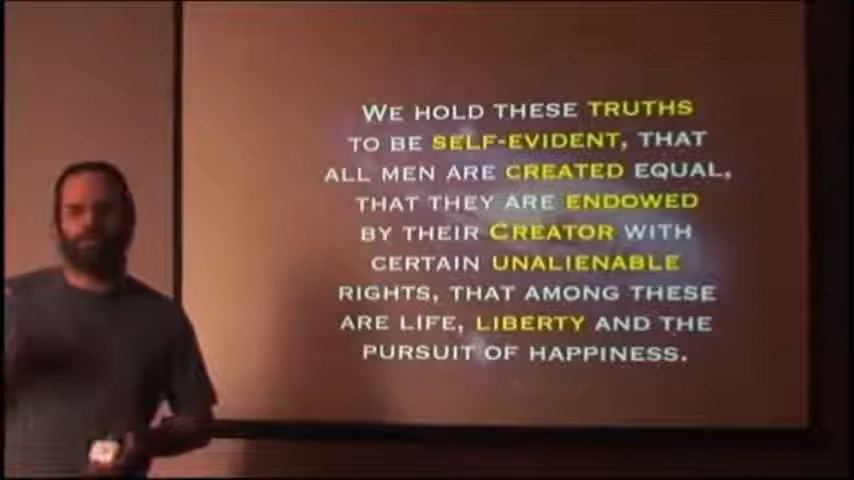 WE HOLD THESE TRUTHS
TO BE SELF-EVIDENT, THAT
ALL MEN ARE CREATED EQUAL,
THAT THEY ARE ENDOWED
BY THEIR CREATOR WITH
CERTAIN UNALIENABLE
RIGHTS, THAT AMONG THESE
ARE LIFE, LIBERTY AND THE
PURSUIT OF HAPPINESS.